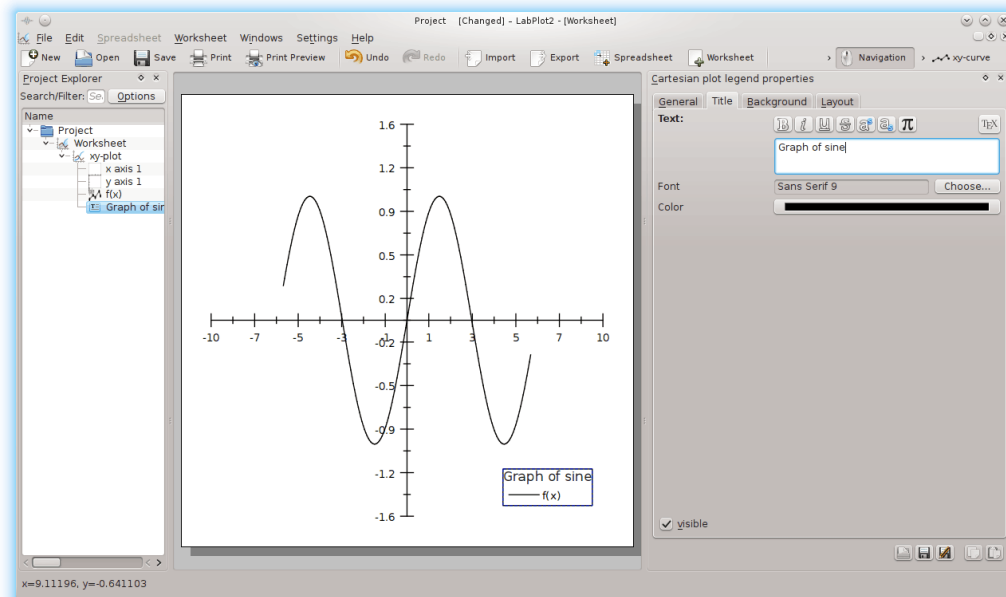 Project [Changed] – LabPlot2 - [Worksheet]
File Edit Spreadsheet Worksheet Windows Settings Help
New Open Save Print Print Preview Undo Redo Import Export Spreadsheet Worksheet Navigation xy-curve
Project Explorer
Search/Filter: Se Options
Name
Project
Worksheet
xy-plot
x axis 1
y axis 1
f(x)
Graph of sin
1.6
1.2
0.9
0.5
0.2
-10 -7 -5 -3 -1 1 3 5 7 10
-0.2
-0.5
-0.9
-1.2
-1.6
Graph of sine
f(x)
Cartesian plot legend properties
General Title Background Layout
Text:
B i U S a a π TEX
Graph of sine
Font Sans Serif 9 Choose...
Color
visible
x=9.11196, y=-0.641103